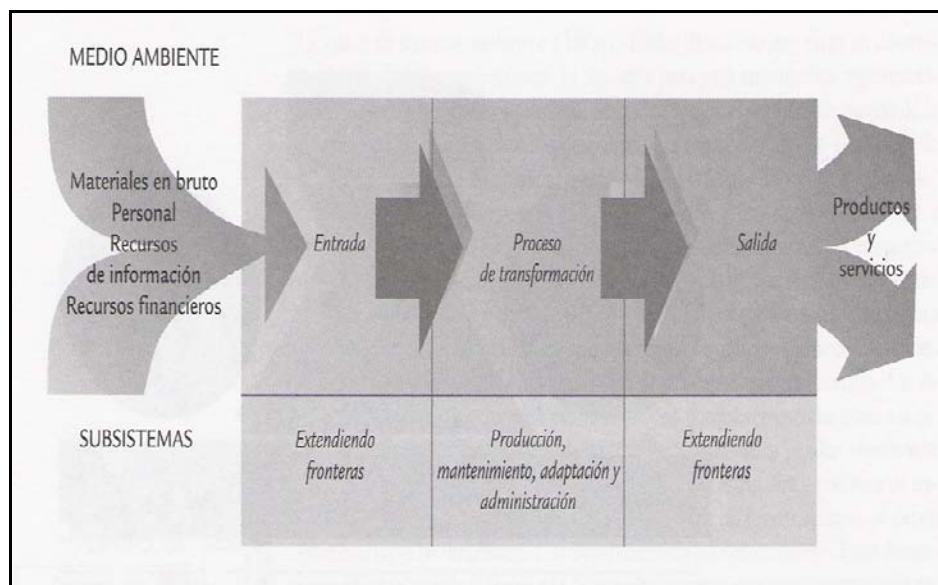 MEDIO AMBIENTE
Materiales en bruto
Personal
Recursos
de información
Recursos financieros
Entrada
Proceso
de transformación
Salida
Productos
y
servicios
SUBSISTEMAS
Extendiendo
fronteras
Producción,
mantenimiento, adaptación y
administración
Extendiendo
fronteras